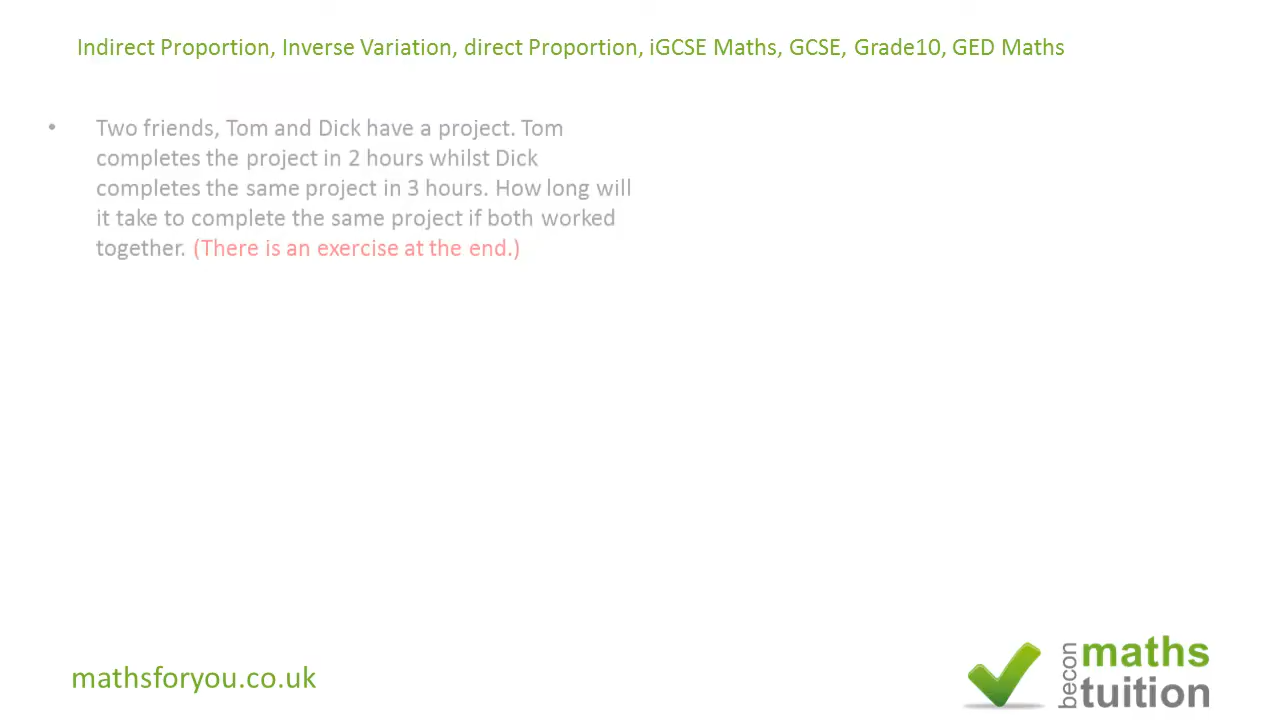 Indirect Proportion, Inverse Variation, direct Proportion, iGCSE Maths, GCSE, Grade10, GED Maths
• Two friends, Tom and Dick have a project. Tom
completes the project in 2 hours whilst Dick
completes the same project in 3 hours. How long will
it take to complete the same project if both worked
together. (There is an exercise at the end.)
mathsforyou.co.uk
becon
maths
tuition